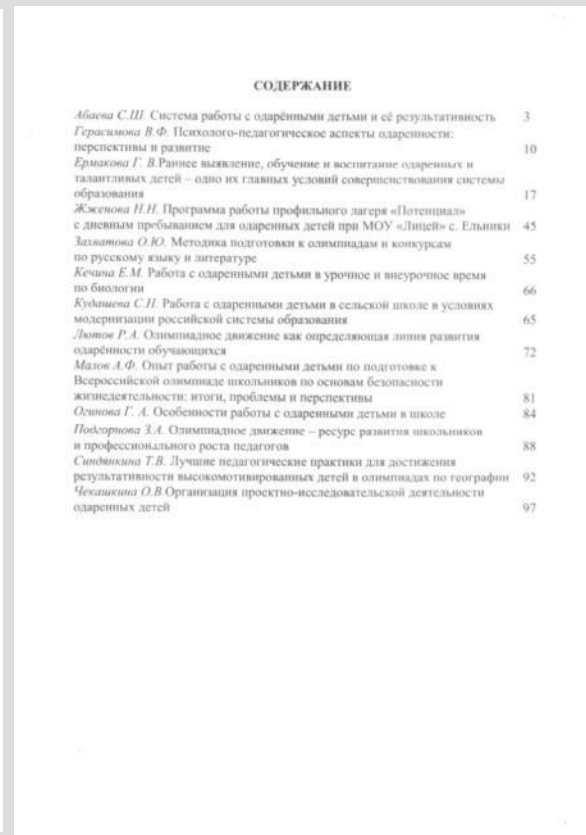 СОДЕРЖАНИЕ
Абаева С.Ш. Система работы с одарёнными детьми и её результативность 3
Герасимова В.Ф. Психолого-педагогическое аспекты одаренности:
перспективы и развитие 10
Ермакова Г. В.Раннее выявление, обучение и воспитание одаренных и
талантливых детей – одно их главных условий совершенствования системы
образования 17
Жженова Н.Н. Программа работы профильного лагеря «Потенциал»
с дневным пребыванием для одаренных детей при МОУ «Лицей» с. Ельники 45
Захватова О.Ю. Методика подготовки к олимпиадам и конкурсам
по русскому языку и литературе 55
Кечина Е.М. Работа с одаренными детьми в урочное и внеурочное время
по биологии 66
Кудашева С.Н. Работа с одаренными детьми в сельской школе в условиях
модернизации российской системы образования 65
Лютов Р.А. Олимпиадное движение как определяющая линия развития
одарённости обучающихся 72
Малов А.Ф. Опыт работы с одаренными детьми по подготовке к
Всероссийской олимпиаде школьников по основам безопасности
жизнедеятельности: итоги, проблемы и перспективы 81
Огинова Г. А. Особенности работы с одаренными детьми в школе 84
Подгорнова З.А. Олимпиадное движение – ресурс развития школьников
и профессионального роста педагогов 88
Синдянкина Т.В. Лучшие педагогические практики для достижения
результативности высокомотивированных детей в олимпиадах по географии 92
Чекашкина О.В.Организация проектно-исследовательской деятельности
одаренных детей 97